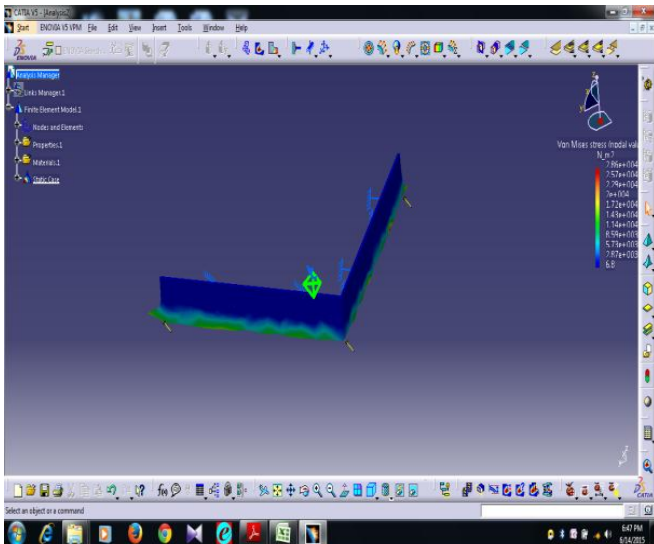 CATIA V5 - [Analysis2]
Start ENOVIA V5 VPM File Edit View Insert Tools Window Help
ENOVIA
Analysis Manager
Links Manager.1
Finite Element Model.1
Nodes and Elements
Properties.1
Materials.1
Static Case
Von Mises stress (nodal val
N_m2
2.86e+004
2.57e+004
2.29e+004
2e+004
1.72e+004
1.43e+004
1.14e+004
8.59e+003
5.73e+003
2.87e+003
6.8
CATIA
Select an object or a command
6:47 PM
6/14/2015